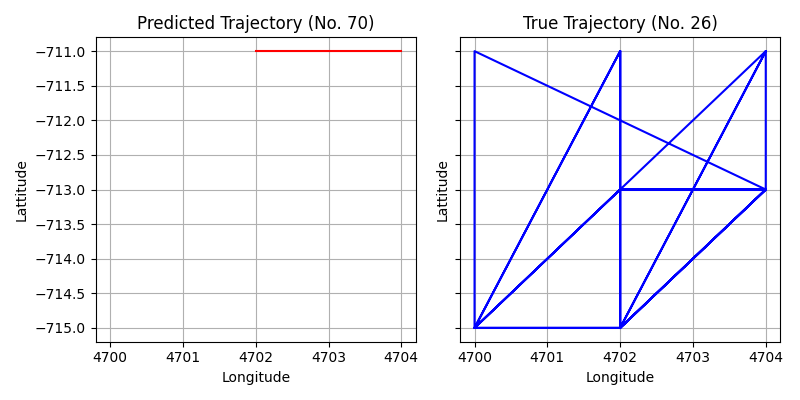 Predicted Trajectory (No. 70)
True Trajectory (No. 26)
−711.0
−711.5
−712.0
−712.5
−713.0
−713.5
−714.0
−714.5
−715.0
Lattitude
Lattitude
4700 4701 4702 4703 4704
4700 4701 4702 4703 4704
Longitude
Longitude